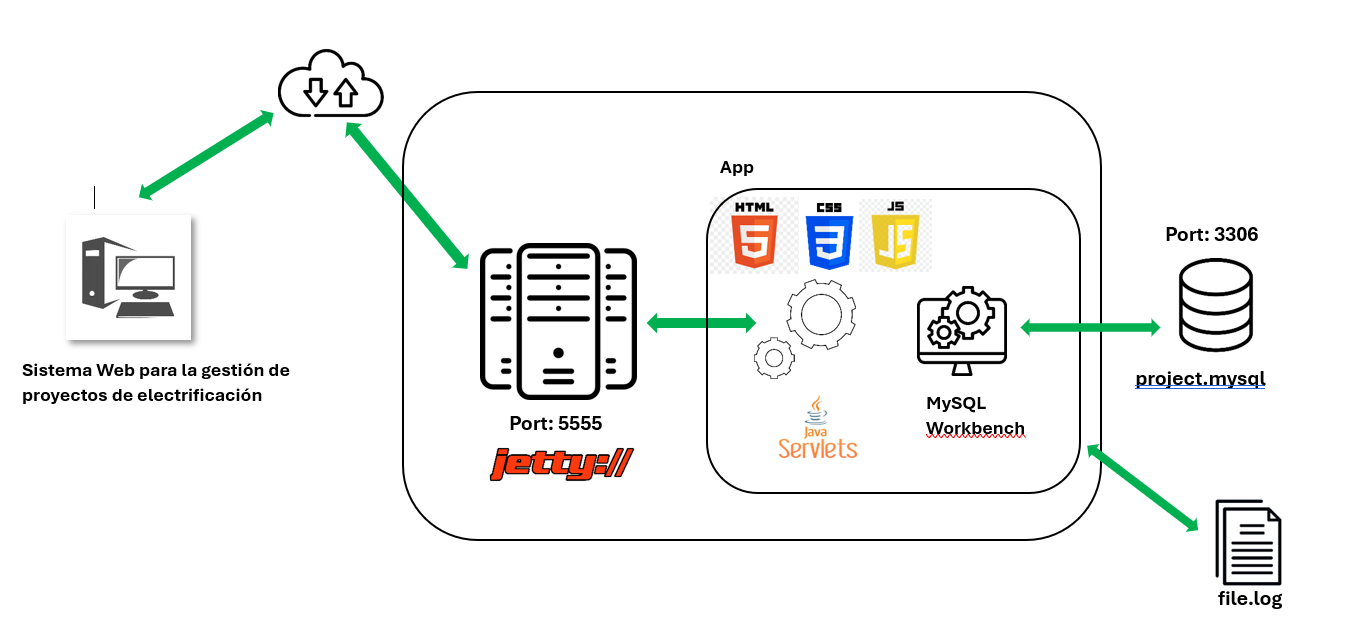 App
HTML CSS JS
5 3 JS
Port: 3306
Sistema Web para la gestión de
proyectos de electrificación
Port: 5555
jetty://
Java
Servlets
MySQL
Workbench
project.mysql
file.log